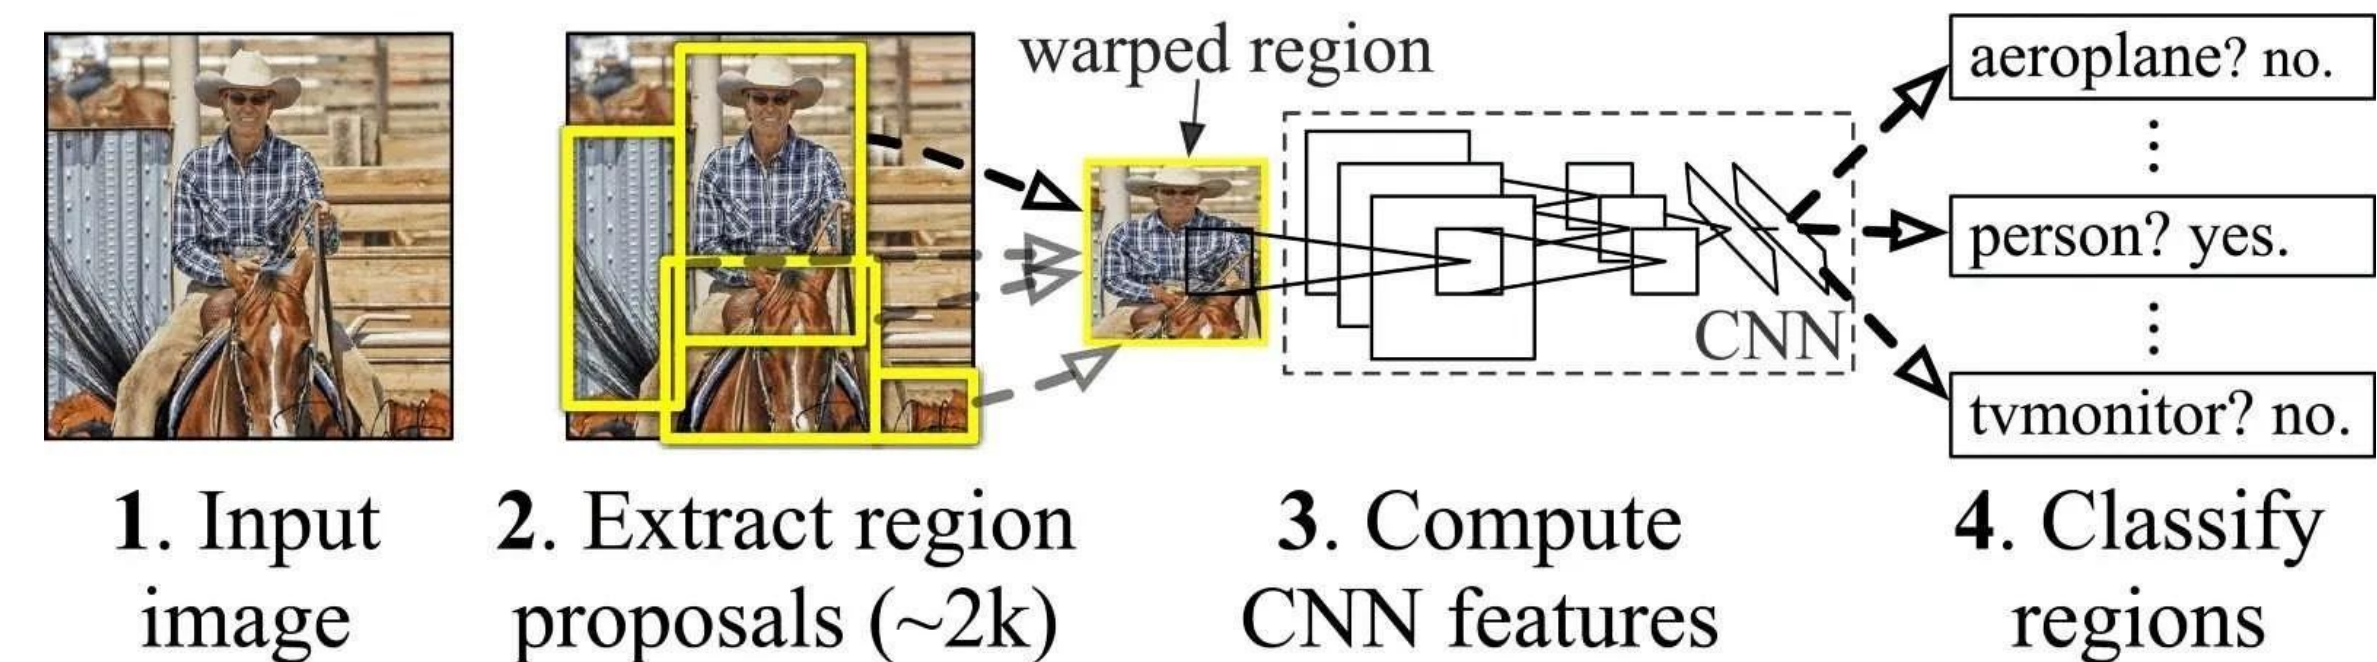 warped region
aeroplane? no.
person? yes.
CNN
tvmonitor? no.
1. Input
image
2. Extract region
proposals (~2k)
3. Compute
CNN features
4. Classify
regions